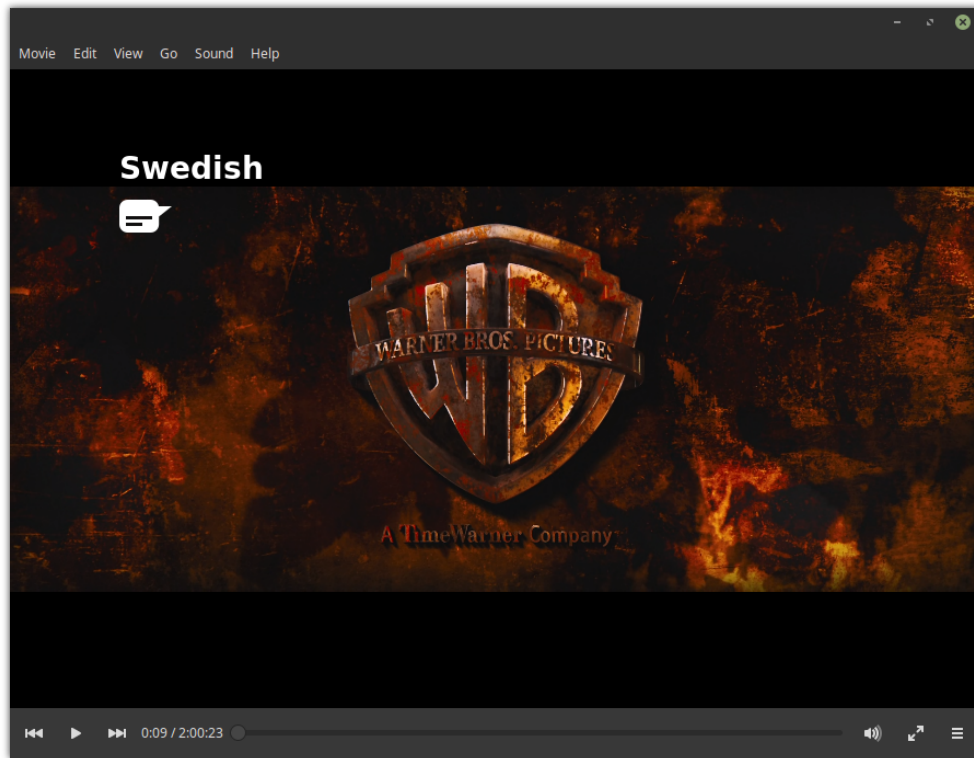 Movie Edit View Go Sound Help
Swedish
WARNER BROS. PICTURES
A TimeWarner Company
0:09 / 2:00:23